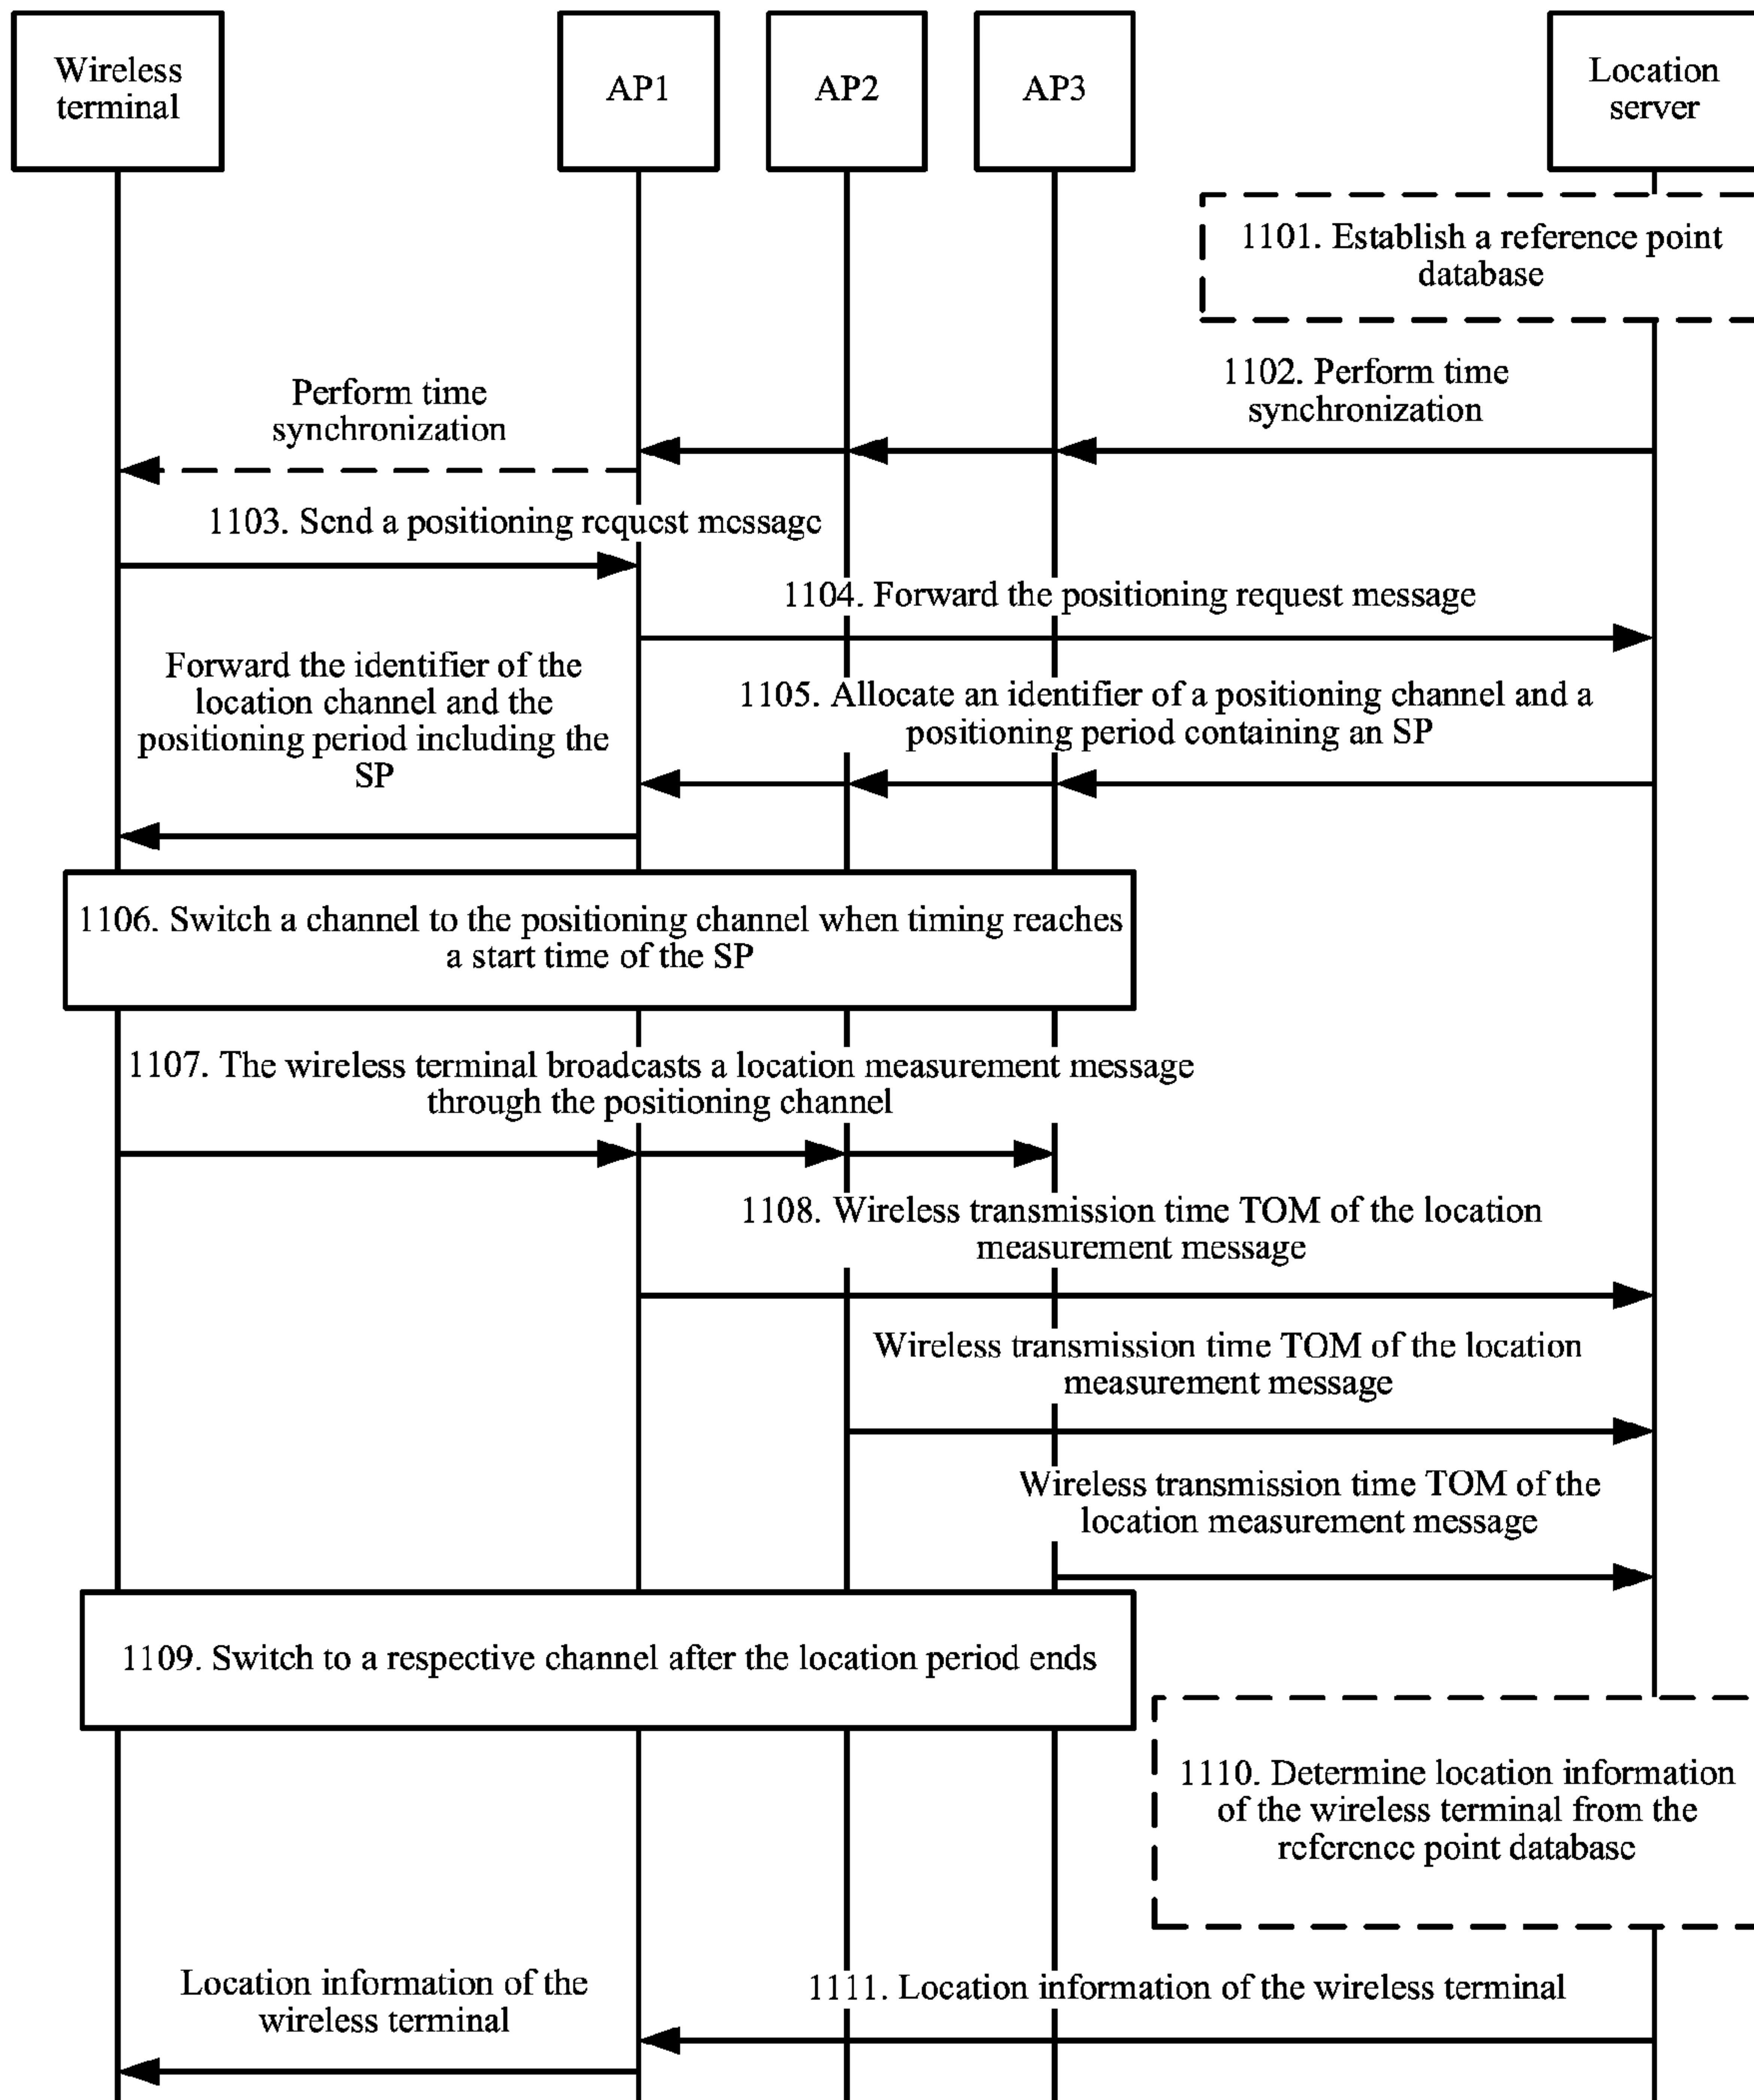 Wireless
terminal
AP1
AP2
AP3
Location
server
1101. Establish a reference point
database
1102. Perform time
synchronization
Perform time
synchronization
1103. Send a positioning request message
1104. Forward the positioning request message
Forward the identifier of the
location channel and the
positioning period including the
SP
1105. Allocate an identifier of a positioning channel and a
positioning period containing an SP
1106. Switch a channel to the positioning channel when timing reaches
a start time of the SP
1107. The wireless terminal broadcasts a location measurement message
through the positioning channel
1108. Wireless transmission time TOM of the location
measurement message
Wireless transmission time TOM of the location
measurement message
Wireless transmission time TOM of the
location measurement message
1109. Switch to a respective channel after the location period ends
1110. Determine location information
of the wireless terminal from the
reference point database
Location information of the
wireless terminal
1111. Location information of the wireless terminal